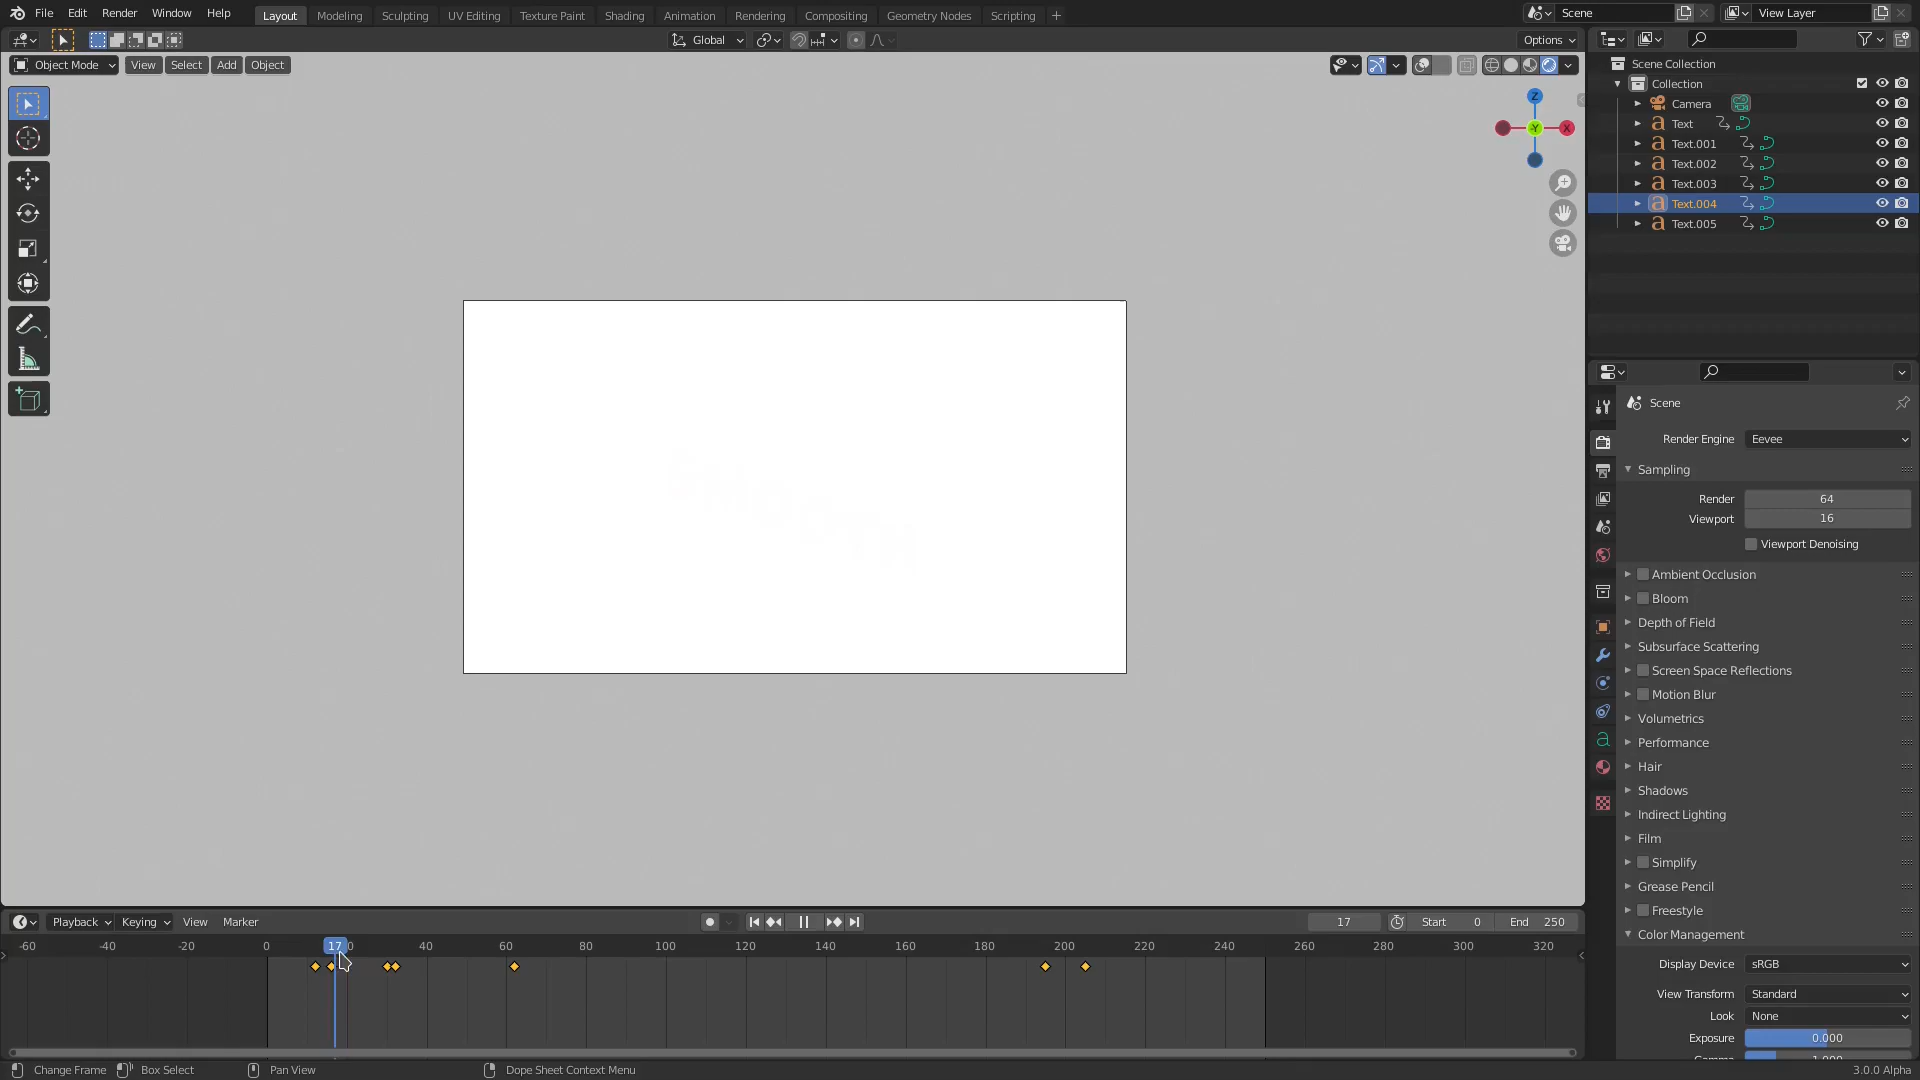 File Edit Render Window Help Layout Modeling Sculpting UV Editing Texture Paint Shading Animation Rendering Compositing Geometry Nodes Scripting + Scene View Layer
Global Options
Object Mode View Select Add Object
Z
Y X
Scene Collection
Collection
Camera
Text
Text.001
Text.002
Text.003
Text.004
Text.005
Scene
Render Engine Eevee
Sampling
Render 64
Viewport 16
Viewport Denoising
Ambient Occlusion
Bloom
Depth of Field
Subsurface Scattering
Screen Space Reflections
Motion Blur
Volumetrics
Performance
Hair
Shadows
Indirect Lighting
Film
Simplify
Grease Pencil
Freestyle
Color Management
Display Device sRGB
View Transform Standard
Look None
Exposure 0.000
Playback Keying View Marker 17 Start 0 End 250
-60 -40 -20 0 17 40 60 80 100 120 140 160 180 200 220 240 260 280 300 320
Change Frame Box Select Pan View Dope Sheet Context Menu 3.0.0 Alpha